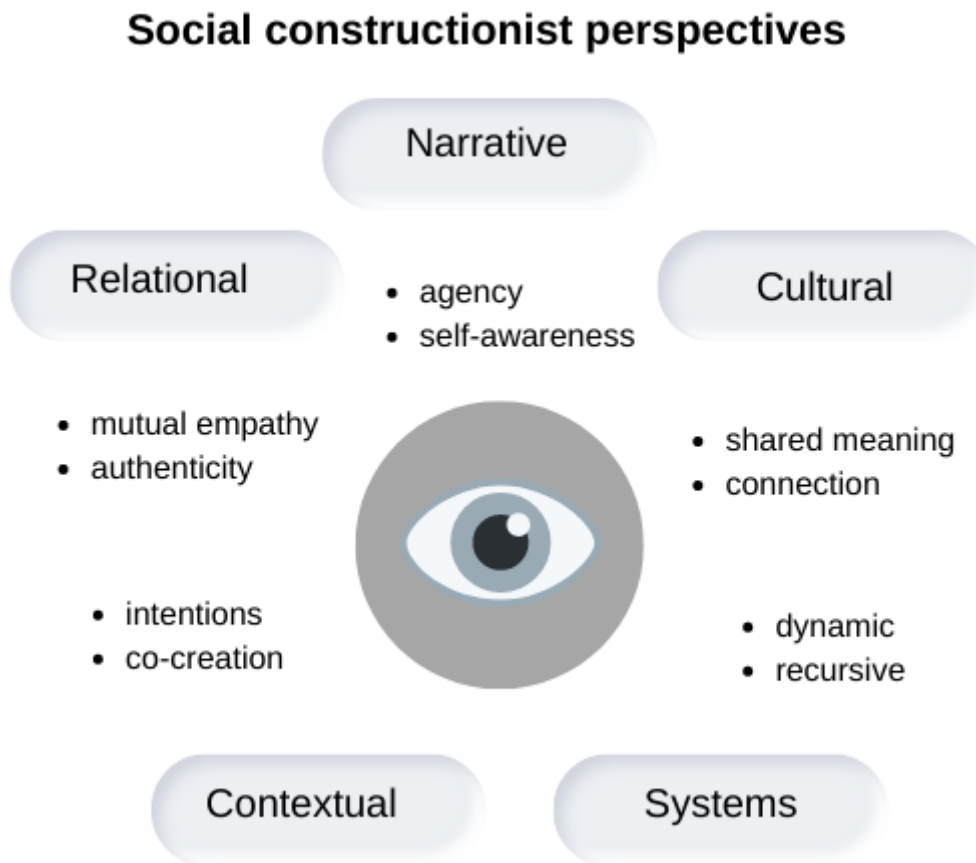 Social constructionist perspectives
Narrative
Relational
Cultural
• agency
• self-awareness
• mutual empathy
• authenticity
• shared meaning
• connection
• intentions
• co-creation
• dynamic
• recursive
Contextual
Systems